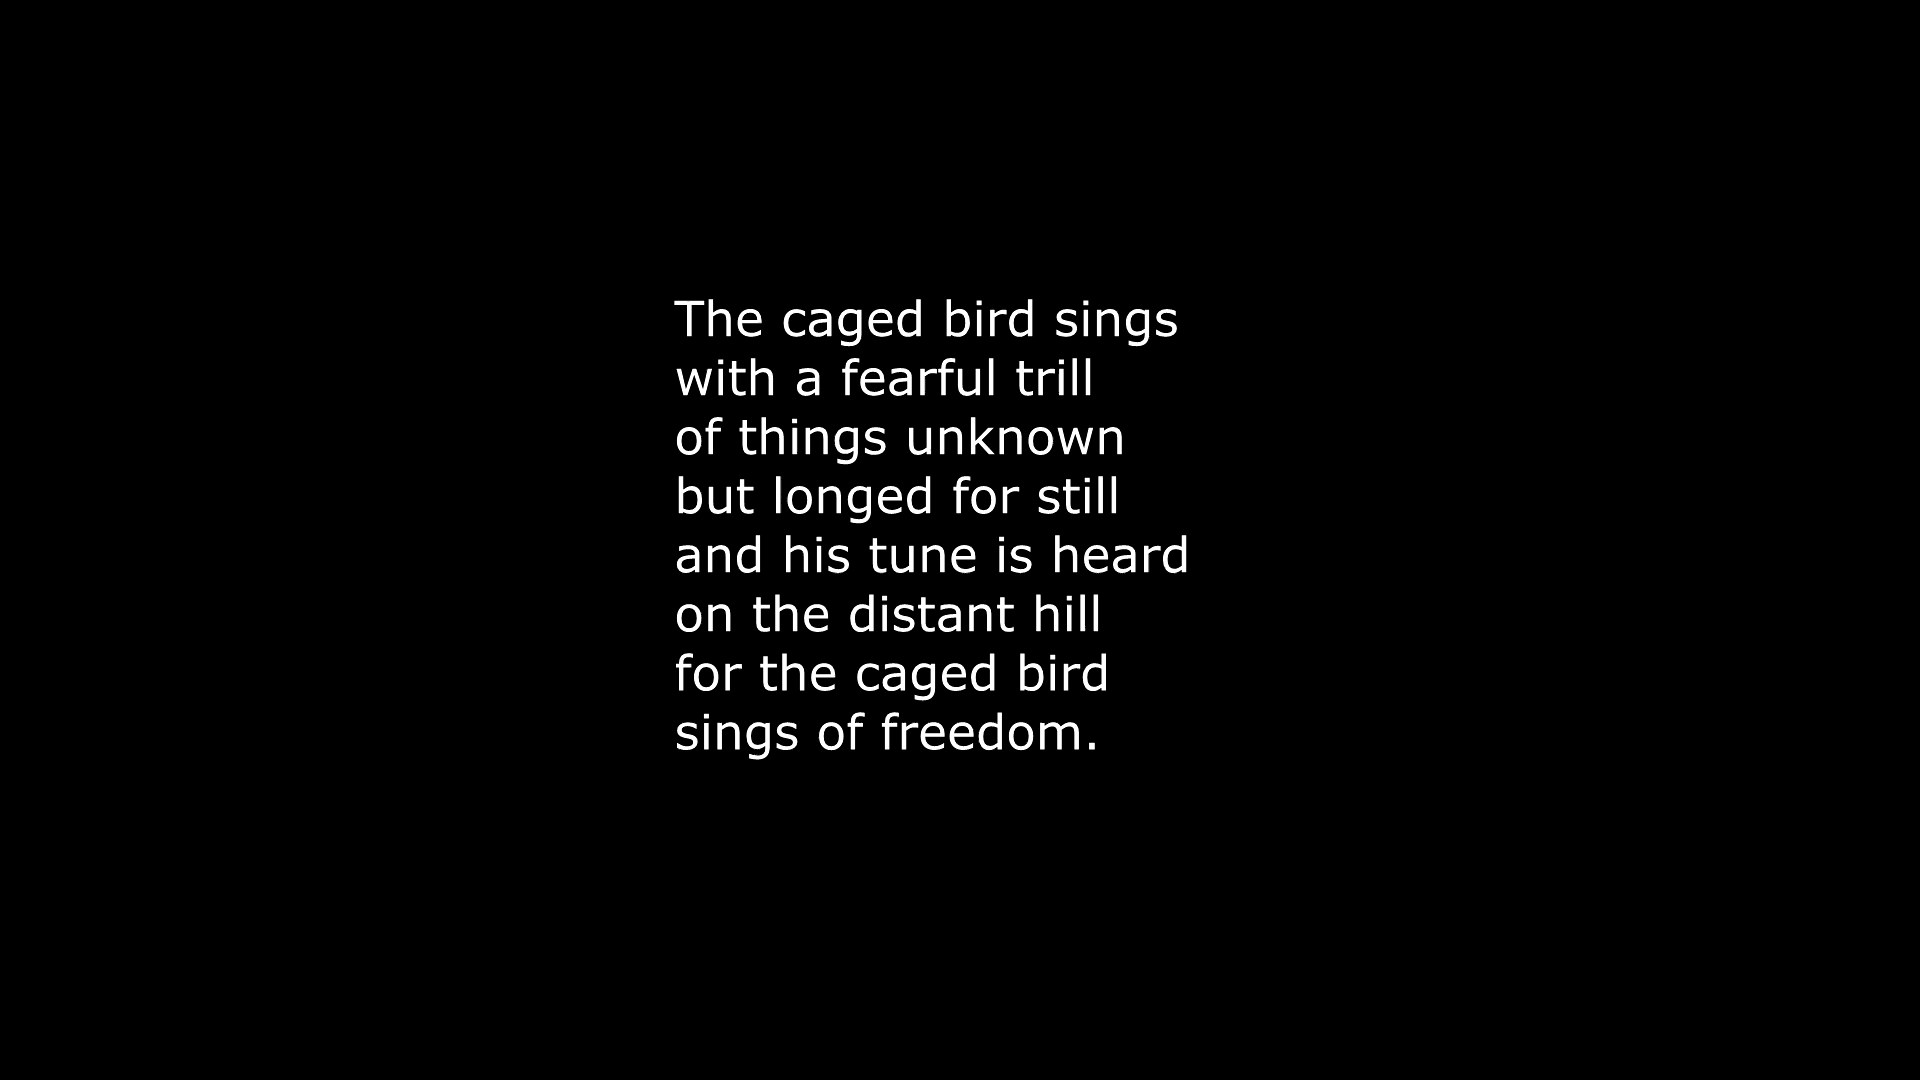 The caged bird sings
with a fearful trill
of things unknown
but longed for still
and his tune is heard
on the distant hill
for the caged bird
sings of freedom.